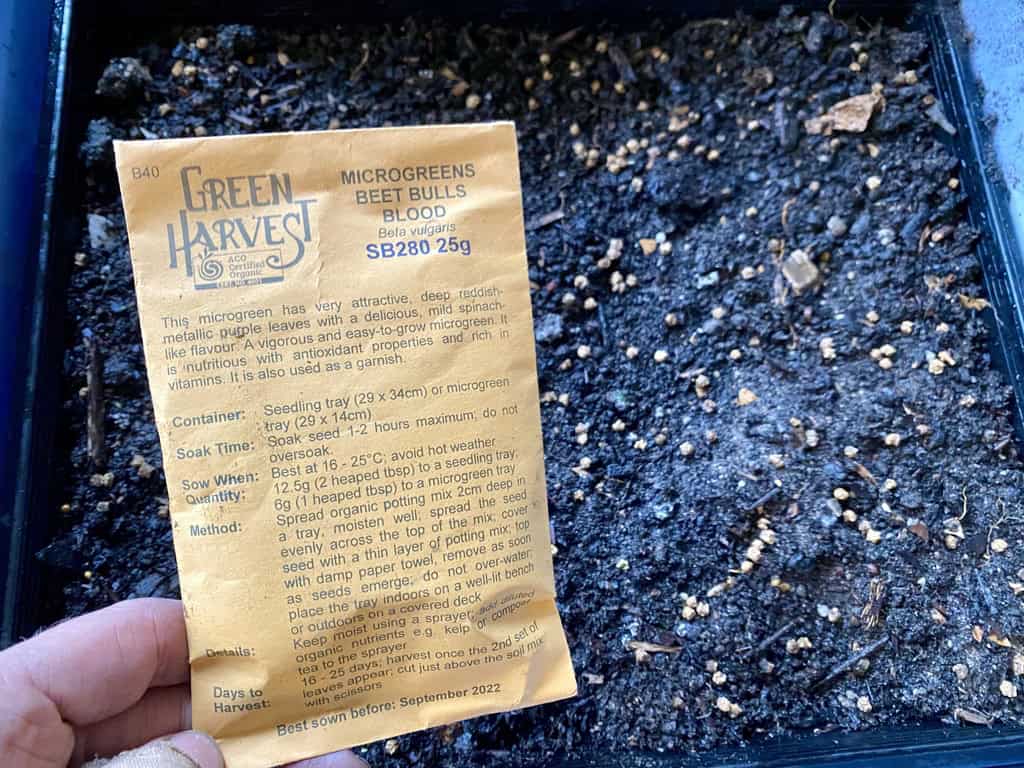 B40
GREEN
HARVEST
ACO
Certified
Organic
MICROGREENS
BEET BULLS
BLOOD
Beta vulgaris
SB280 25g
This microgreen has very attractive, deep reddish-
metallic purple leaves with a delicious, mild spinach-
like flavour. A vigorous and easy-to-grow microgreen. It
is nutritious with antioxidant properties and rich in
vitamins. It is also used as a garnish.
Container: Seedling tray (29 x 34cm) or microgreen
tray (29 x 14cm)
Soak Time: Soak seed 1-2 hours maximum; do not
oversoak.
Sow When: Best at 16 - 25°C; avoid hot weather
Quantity: 12.5g (2 heaped tbsp) to a seedling tray;
6g (1 heaped tbsp) to a microgreen tray
Method: Spread organic potting mix 2cm deep in
a tray; moisten well; spread the seed
evenly across the top of the mix; cover
seed with a thin layer of potting mix; top
with damp paper towel, remove as soon
as seeds emerge; do not over-water;
place the tray indoors on a well-lit bench
or outdoors on a covered deck
Details: Keep moist using a sprayer; add diluted
organic nutrients e.g. kelp or compost
tea to the sprayer
Days to Harvest: 16 - 25 days; harvest once the 2nd set of
leaves appear; cut just above the soil mix
with scissors
Best sown before: September 2022